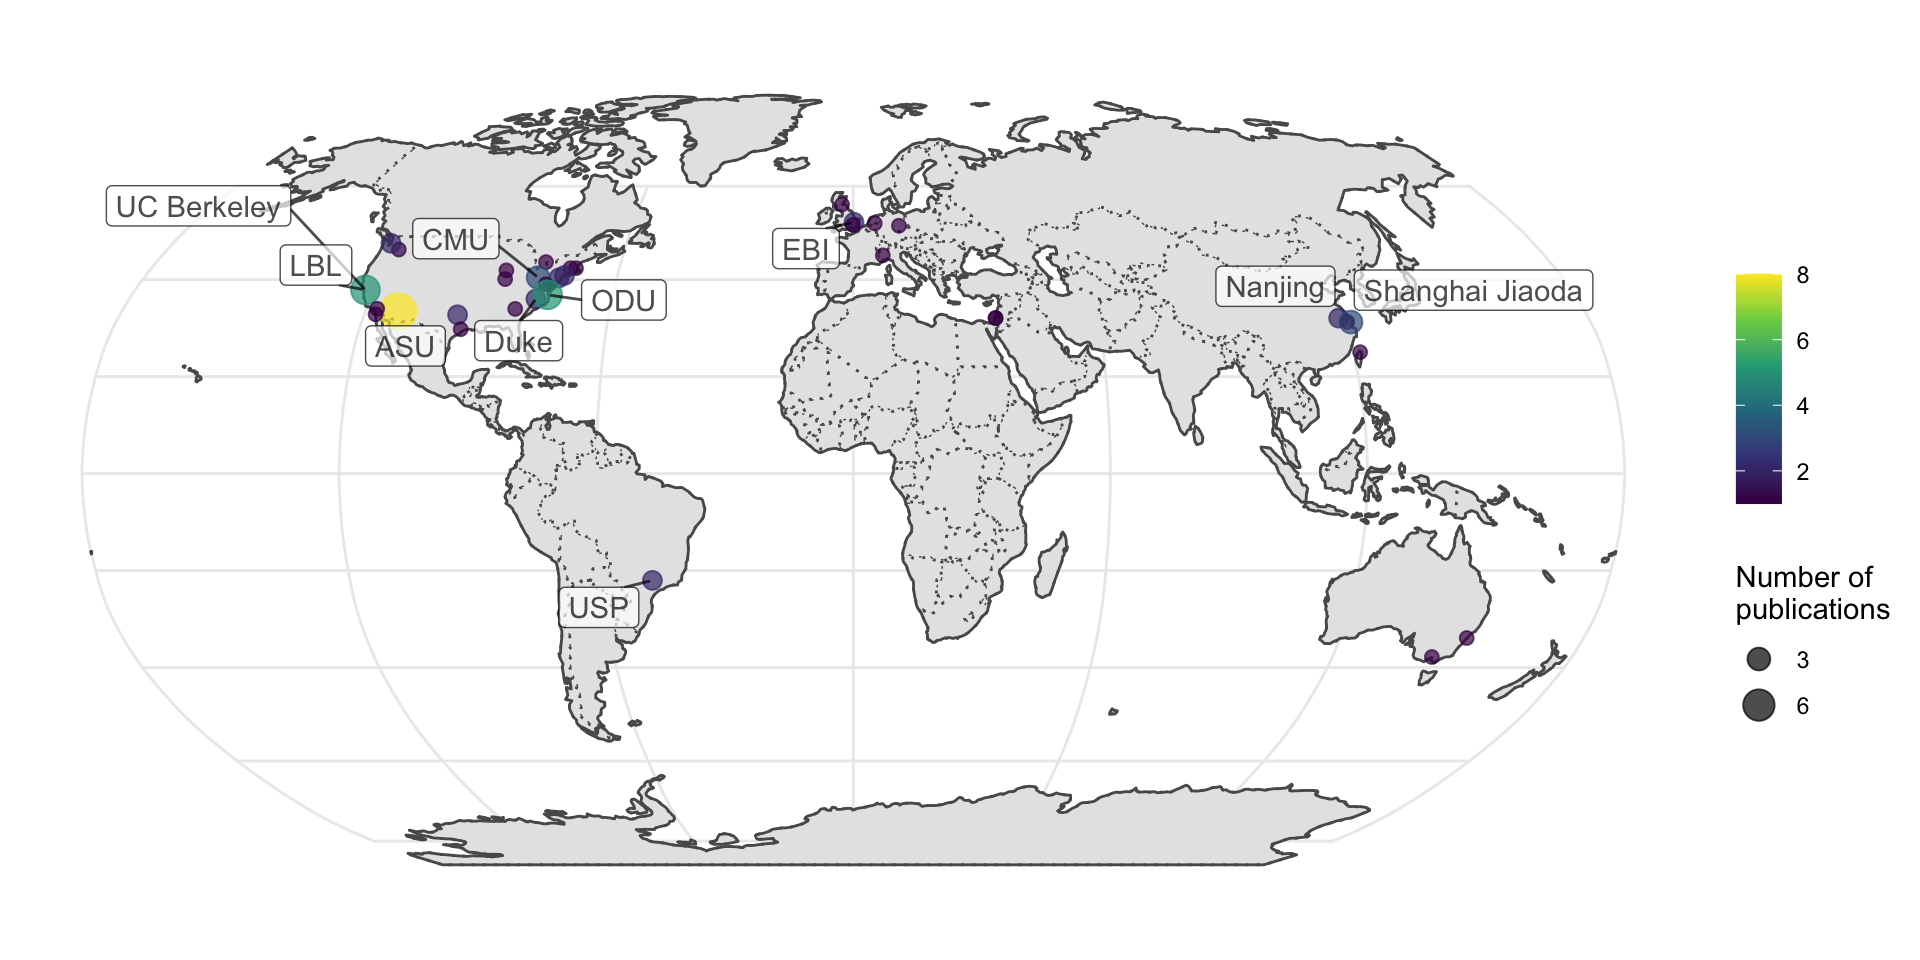 UC Berkeley
CMU
LBL
ODU
ASU
Duke
EBI
Nanjing
Shanghai Jiaoda
USP
8
6
4
2
Number of
publications
3
6